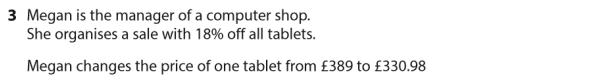 3 Megan is the manager of a computer shop.
She organises a sale with 18% off all tablets.
Megan changes the price of one tablet from £389 to £330.98